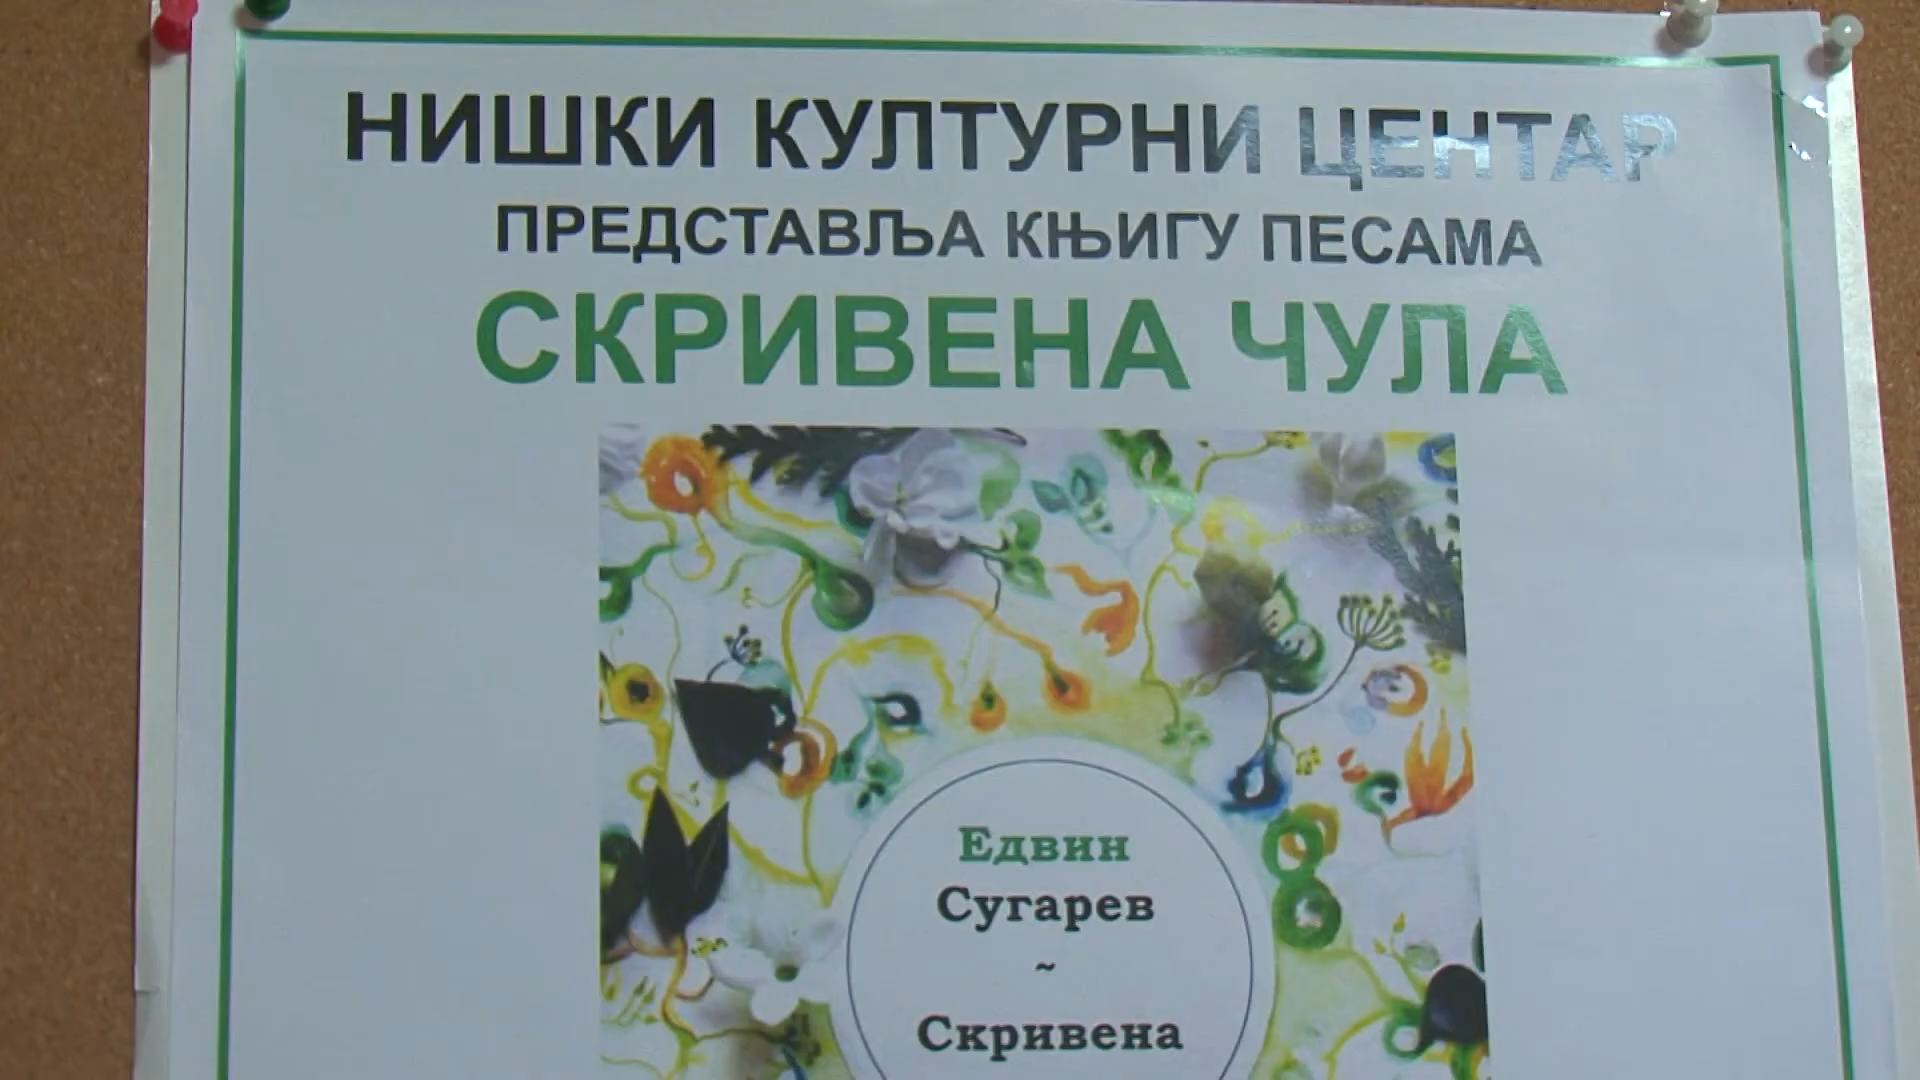 НИШКИ КУЛТУРНИ ЦЕНТАР
ПРЕДСТАВЉА КЊИГУ ПЕСАМА
СКРИВЕНА ЧУЛА
Едвин
Сугарев
~
Скривена